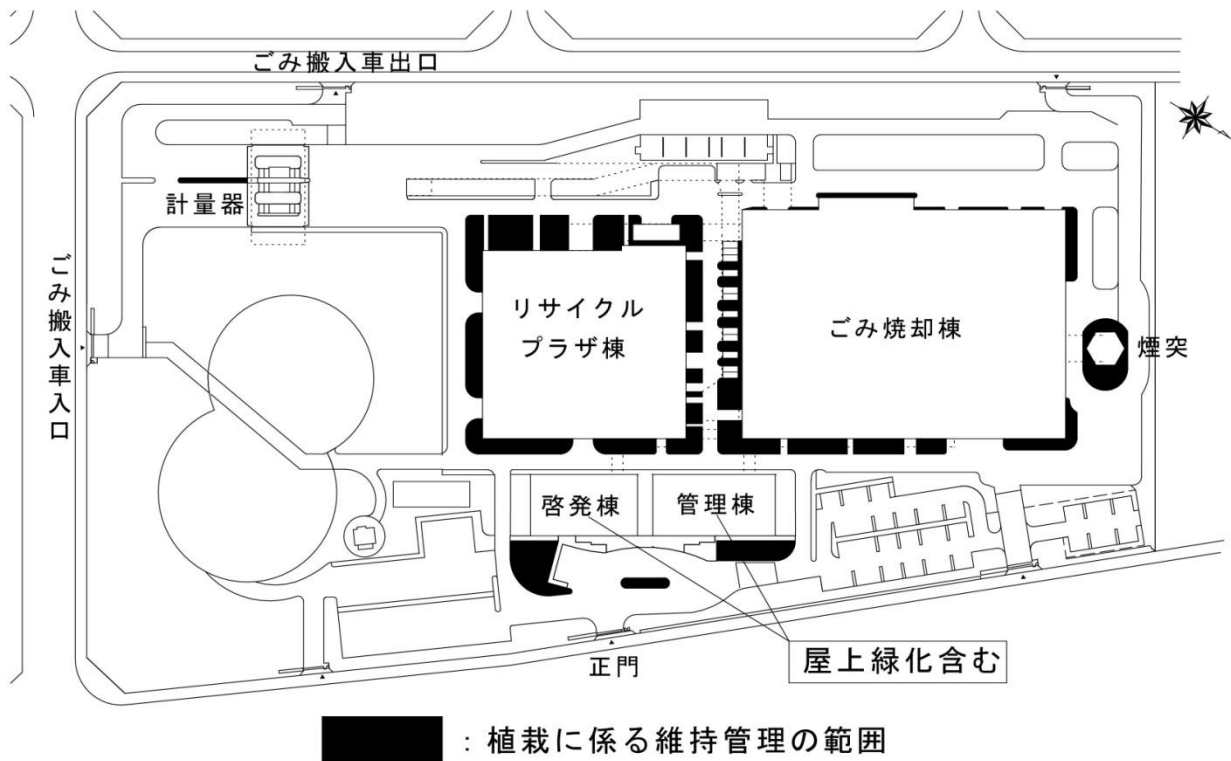 ごみ搬入車出口
計量器
ごみ搬入車入口
リサイクル
プラザ棟
ごみ焼却棟
煙突
啓発棟
管理棟
屋上緑化含む
正門
：植栽に係る維持管理の範囲